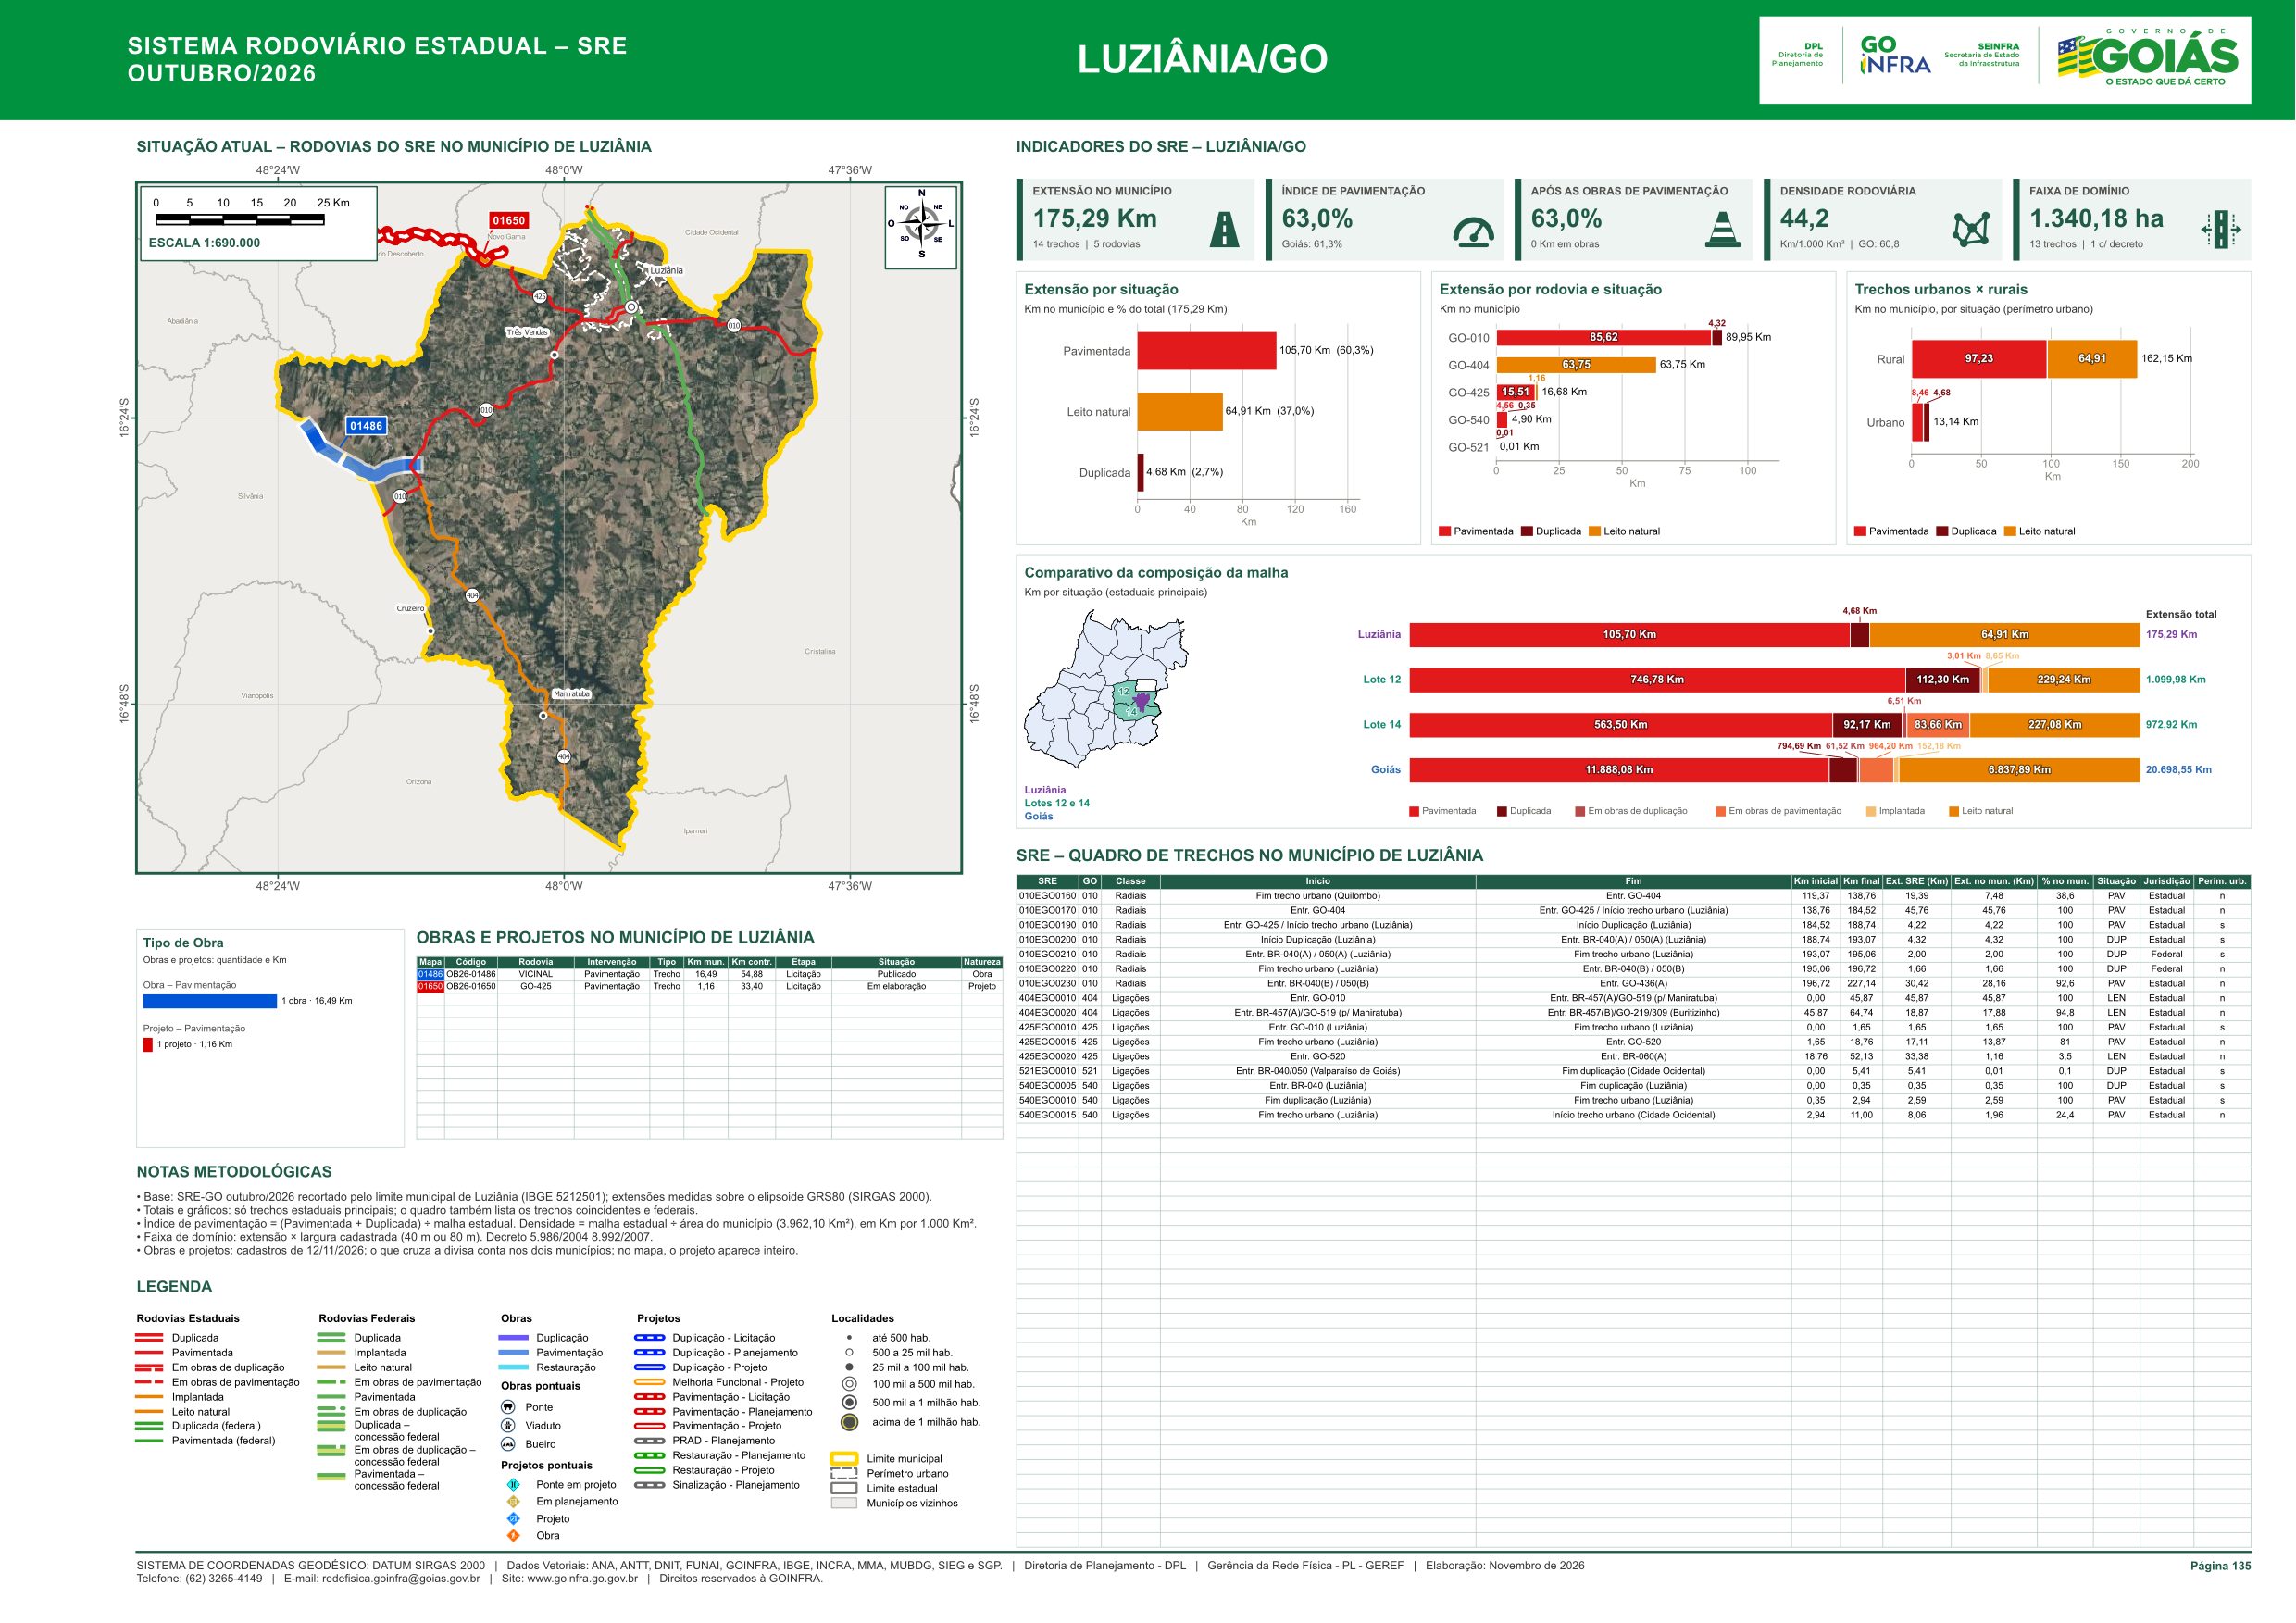 SISTEMA RODOVIÁRIO ESTADUAL – SRE
OUTUBRO/2026
LUZIÂNIA/GO
DPL
Diretoria de
Planejamento
GO
iNFRA
SEINFRA
Secretaria de Estado
da Infraestrutura
GOVERNO DE
GOIÁS
O ESTADO QUE DÁ CERTO
SITUAÇÃO ATUAL – RODOVIAS DO SRE NO MUNICÍPIO DE LUZIÂNIA
48°24'W 48°0'W 47°36'W
0 5 10 15 20 25 Km
ESCALA 1:690.000
N
NO NE
O L
SO SE
S
01650
Novo Gama
do Descoberto
Cidade Ocidental
Luziânia
425
Abadiânia
Três Vendas
010
010
16°24'S 16°24'S
01486
Silvânia
010
404
Cruzeiro
Cristalina
Vianópolis
Maniratuba
16°48'S 16°48'S
404
Orizona
Ipameri
48°24'W 48°0'W 47°36'W
INDICADORES DO SRE – LUZIÂNIA/GO
EXTENSÃO NO MUNICÍPIO
175,29 Km
14 trechos | 5 rodovias
ÍNDICE DE PAVIMENTAÇÃO
63,0%
Goiás: 61,3%
APÓS AS OBRAS DE PAVIMENTAÇÃO
63,0%
0 Km em obras
DENSIDADE RODOVIÁRIA
44,2
Km/1.000 Km² | GO: 60,8
FAIXA DE DOMÍNIO
1.340,18 ha
13 trechos | 1 c/ decreto
Extensão por situação
Km no município e % do total (175,29 Km)
Pavimentada 105,70 Km (60,3%)
Leito natural 64,91 Km (37,0%)
Duplicada 4,68 Km (2,7%)
0 40 80 120 160
Km
Extensão por rodovia e situação
Km no município
4,32
GO-010 85,62 89,95 Km
GO-404 63,75 63,75 Km
1,16
GO-425 15,51 16,68 Km
4,56 0,35
GO-540 4,90 Km
0,01
GO-521 0,01 Km
0 25 50 75 100
Km
Pavimentada Duplicada Leito natural
Trechos urbanos × rurais
Km no município, por situação (perímetro urbano)
Rural 97,23 64,91 162,15 Km
8,46 4,68
Urbano 13,14 Km
0 50 100 150 200
Km
Pavimentada Duplicada Leito natural
Comparativo da composição da malha
Km por situação (estaduais principais)
12
14
Luziânia
Lotes 12 e 14
Goiás
4,68 Km Extensão total
Luziânia 105,70 Km 64,91 Km 175,29 Km
3,01 Km 8,65 Km
Lote 12 746,78 Km 112,30 Km 229,24 Km 1.099,98 Km
6,51 Km
Lote 14 563,50 Km 92,17 Km 83,66 Km 227,08 Km 972,92 Km
794,69 Km 61,52 Km 964,20 Km 152,18 Km
Goiás 11.888,08 Km 6.837,89 Km 20.698,55 Km
Pavimentada Duplicada Em obras de duplicação Em obras de pavimentação Implantada Leito natural
SRE – QUADRO DE TRECHOS NO MUNICÍPIO DE LUZIÂNIA
SRE GO Classe Início Fim Km inicial Km final Ext. SRE (Km) Ext. no mun. (Km) % no mun. Situação Jurisdição Perím. urb.
010EGO0160 010 Radiais Fim trecho urbano (Quilombo) Entr. GO-404 119,37 138,76 19,39 7,48 38,6 PAV Estadual n
010EGO0170 010 Radiais Entr. GO-404 Entr. GO-425 / Início trecho urbano (Luziânia) 138,76 184,52 45,76 45,76 100 PAV Estadual n
010EGO0190 010 Radiais Entr. GO-425 / Início trecho urbano (Luziânia) Início Duplicação (Luziânia) 184,52 188,74 4,22 4,22 100 PAV Estadual s
010EGO0200 010 Radiais Início Duplicação (Luziânia) Entr. BR-040(A) / 050(A) (Luziânia) 188,74 193,07 4,32 4,32 100 DUP Estadual s
010EGO0210 010 Radiais Entr. BR-040(A) / 050(A) (Luziânia) Fim trecho urbano (Luziânia) 193,07 195,06 2,00 2,00 100 DUP Federal s
010EGO0220 010 Radiais Fim trecho urbano (Luziânia) Entr. BR-040(B) / 050(B) 195,06 196,72 1,66 1,66 100 DUP Federal n
010EGO0230 010 Radiais Entr. BR-040(B) / 050(B) Entr. GO-436(A) 196,72 227,14 30,42 28,16 92,6 PAV Estadual n
404EGO0010 404 Ligações Entr. GO-010 Entr. BR-457(A)/GO-519 (p/ Maniratuba) 0,00 45,87 45,87 45,87 100 LEN Estadual n
404EGO0020 404 Ligações Entr. BR-457(A)/GO-519 (p/ Maniratuba) Entr. BR-457(B)/GO-219/309 (Buritizinho) 45,87 64,74 18,87 17,88 94,8 LEN Estadual n
425EGO0010 425 Ligações Entr. GO-010 (Luziânia) Fim trecho urbano (Luziânia) 0,00 1,65 1,65 1,65 100 PAV Estadual s
425EGO0015 425 Ligações Fim trecho urbano (Luziânia) Entr. GO-520 1,65 18,76 17,11 13,87 81 PAV Estadual n
425EGO0020 425 Ligações Entr. GO-520 Entr. BR-060(A) 18,76 52,13 33,38 1,16 3,5 LEN Estadual n
521EGO0010 521 Ligações Entr. BR-040/050 (Valparaíso de Goiás) Fim duplicação (Cidade Ocidental) 0,00 5,41 5,41 0,01 0,1 DUP Estadual s
540EGO0005 540 Ligações Entr. BR-040 (Luziânia) Fim duplicação (Luziânia) 0,00 0,35 0,35 0,35 100 DUP Estadual s
540EGO0010 540 Ligações Fim duplicação (Luziânia) Fim trecho urbano (Luziânia) 0,35 2,94 2,59 2,59 100 PAV Estadual s
540EGO0015 540 Ligações Fim trecho urbano (Luziânia) Início trecho urbano (Cidade Ocidental) 2,94 11,00 8,06 1,96 24,4 PAV Estadual n
Tipo de Obra
Obras e projetos: quantidade e Km
Obra – Pavimentação
1 obra · 16,49 Km
Projeto – Pavimentação
1 projeto · 1,16 Km
OBRAS E PROJETOS NO MUNICÍPIO DE LUZIÂNIA
Mapa Código Rodovia Intervenção Tipo Km mun. Km contr. Etapa Situação Natureza
01486 OB26-01486 VICINAL Pavimentação Trecho 16,49 54,88 Licitação Publicado Obra
01650 OB26-01650 GO-425 Pavimentação Trecho 1,16 33,40 Licitação Em elaboração Projeto
NOTAS METODOLÓGICAS
• Base: SRE-GO outubro/2026 recortado pelo limite municipal de Luziânia (IBGE 5212501); extensões medidas sobre o elipsoide GRS80 (SIRGAS 2000).
• Totais e gráficos: só trechos estaduais principais; o quadro também lista os trechos coincidentes e federais.
• Índice de pavimentação = (Pavimentada + Duplicada) ÷ malha estadual. Densidade = malha estadual ÷ área do município (3.962,10 Km²), em Km por 1.000 Km².
• Faixa de domínio: extensão × largura cadastrada (40 m ou 80 m). Decreto 5.986/2004 8.992/2007.
• Obras e projetos: cadastros de 12/11/2026; o que cruza a divisa conta nos dois municípios; no mapa, o projeto aparece inteiro.
LEGENDA
Rodovias Estaduais
Duplicada
Pavimentada
Em obras de duplicação
Em obras de pavimentação
Implantada
Leito natural
Duplicada (federal)
Pavimentada (federal)
Rodovias Federais
Duplicada
Implantada
Leito natural
Em obras de pavimentação
Pavimentada
Em obras de duplicação
Duplicada –
concessão federal
Em obras de duplicação –
concessão federal
Pavimentada –
concessão federal
Obras
Duplicação
Pavimentação
Restauração
Obras pontuais
Ponte
Viaduto
Bueiro
Projetos pontuais
Ponte em projeto
Em planejamento
Projeto
Obra
Projetos
Duplicação - Licitação
Duplicação - Planejamento
Duplicação - Projeto
Melhoria Funcional - Projeto
Pavimentação - Licitação
Pavimentação - Planejamento
Pavimentação - Projeto
PRAD - Planejamento
Restauração - Planejamento
Restauração - Projeto
Sinalização - Planejamento
Localidades
até 500 hab.
500 a 25 mil hab.
25 mil a 100 mil hab.
100 mil a 500 mil hab.
500 mil a 1 milhão hab.
acima de 1 milhão hab.
Limite municipal
Perímetro urbano
Limite estadual
Municípios vizinhos
SISTEMA DE COORDENADAS GEODÉSICO: DATUM SIRGAS 2000 | Dados Vetoriais: ANA, ANTT, DNIT, FUNAI, GOINFRA, IBGE, INCRA, MMA, MUBDG, SIEG e SGP. | Diretoria de Planejamento - DPL | Gerência da Rede Física - PL - GEREF | Elaboração: Novembro de 2026 Página 135
Telefone: (62) 3265-4149 | E-mail: redefisica.goinfra@goias.gov.br | Site: www.goinfra.go.gov.br | Direitos reservados à GOINFRA.